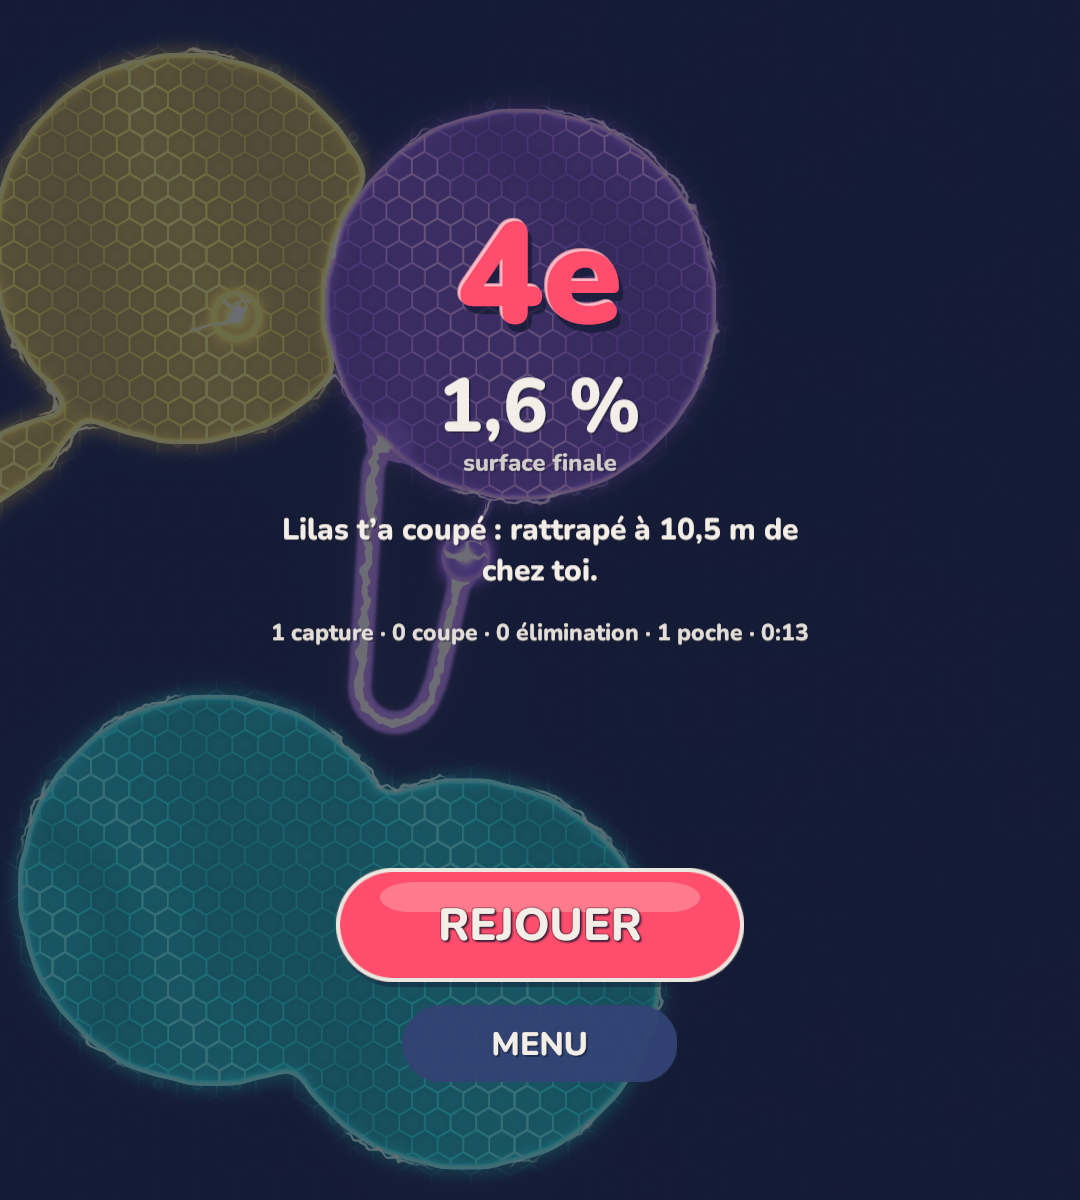 4e
1,6 %
surface finale
Lilas t’a coupé : rattrapé à 10,5 m de
chez toi.
1 capture · 0 coupe · 0 élimination · 1 poche · 0:13
REJOUER
MENU